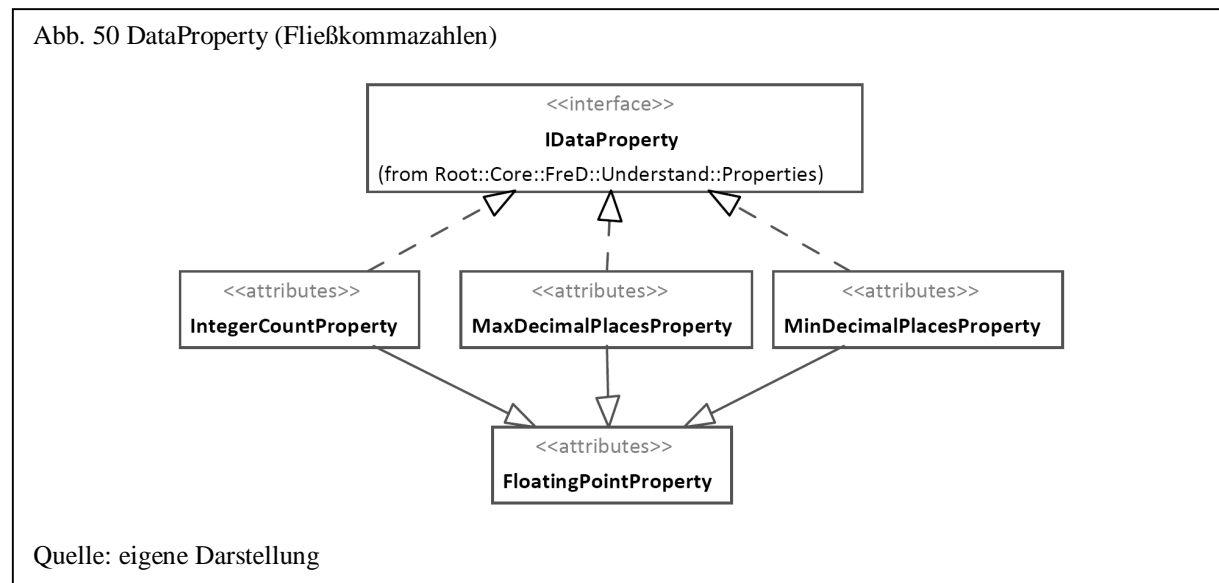 Abb. 50 DataProperty (Fließkommazahlen)
<<interface>>
IDataProperty
(from Root::Core::FreD::Understand::Properties)
<<attributes>>
IntegerCountProperty
<<attributes>>
MaxDecimalPlacesProperty
<<attributes>>
MinDecimalPlacesProperty
<<attributes>>
FloatingPointProperty
Quelle: eigene Darstellung